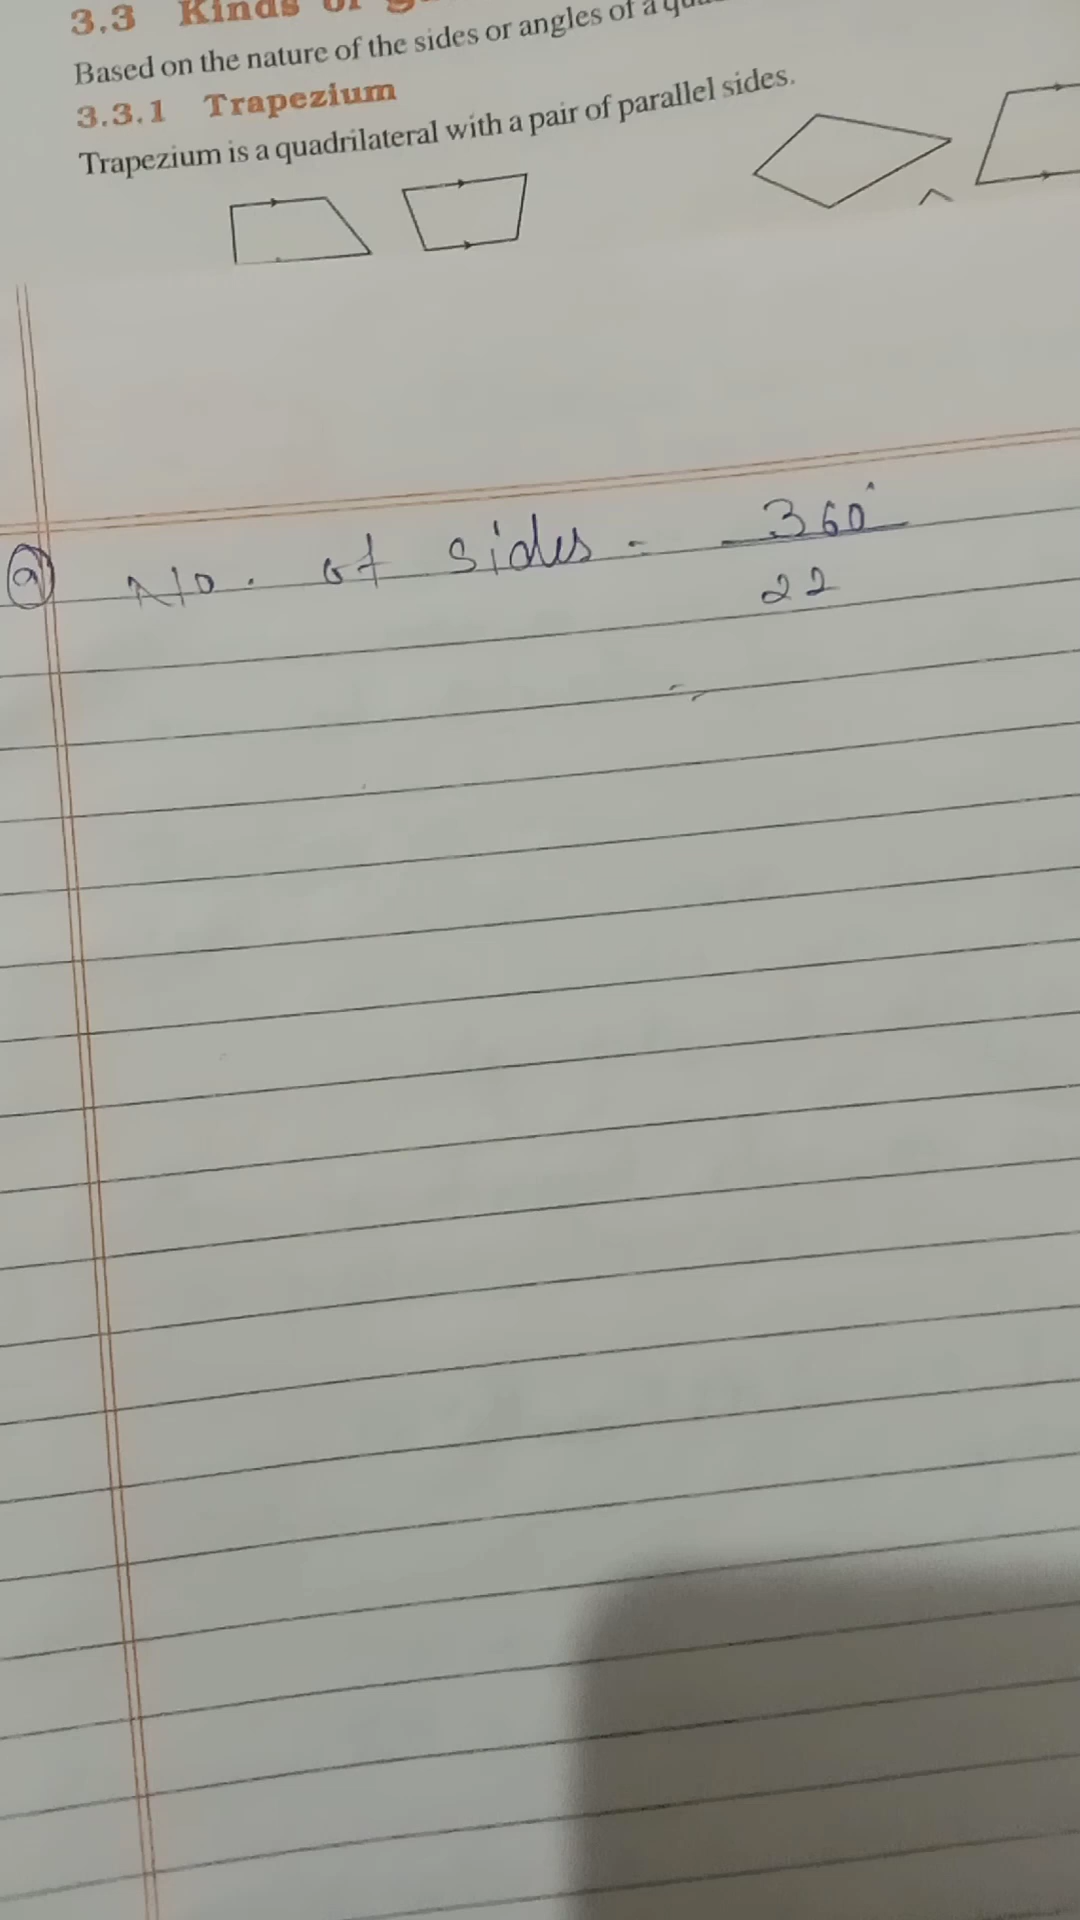 3.3 Kinds of
Based on the nature of the sides or angles of a
3.3.1 Trapezium
Trapezium is a quadrilateral with a pair of parallel sides.
a No. of sides = 360°
22
=